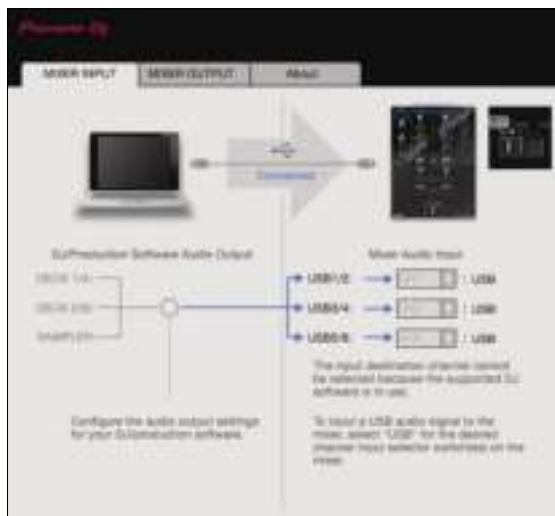 Pioneer Dj
MIXER INPUT
MIXER OUTPUT
About
Connected
DJ/Production Software Audio Output
Mixer Audio Input
DECK 1/A
DECK 2/B
SAMPLER
USB1/2
: USB
USB3/4
: USB
USB5/6
: USB
The input destination channel cannot
be selected because the supported DJ
software is in use.
Configure the audio output settings
for your DJ/production software.
To input a USB audio signal to the
mixer, select "USB" for the desired
channel input selector switch(es) on the
mixer.